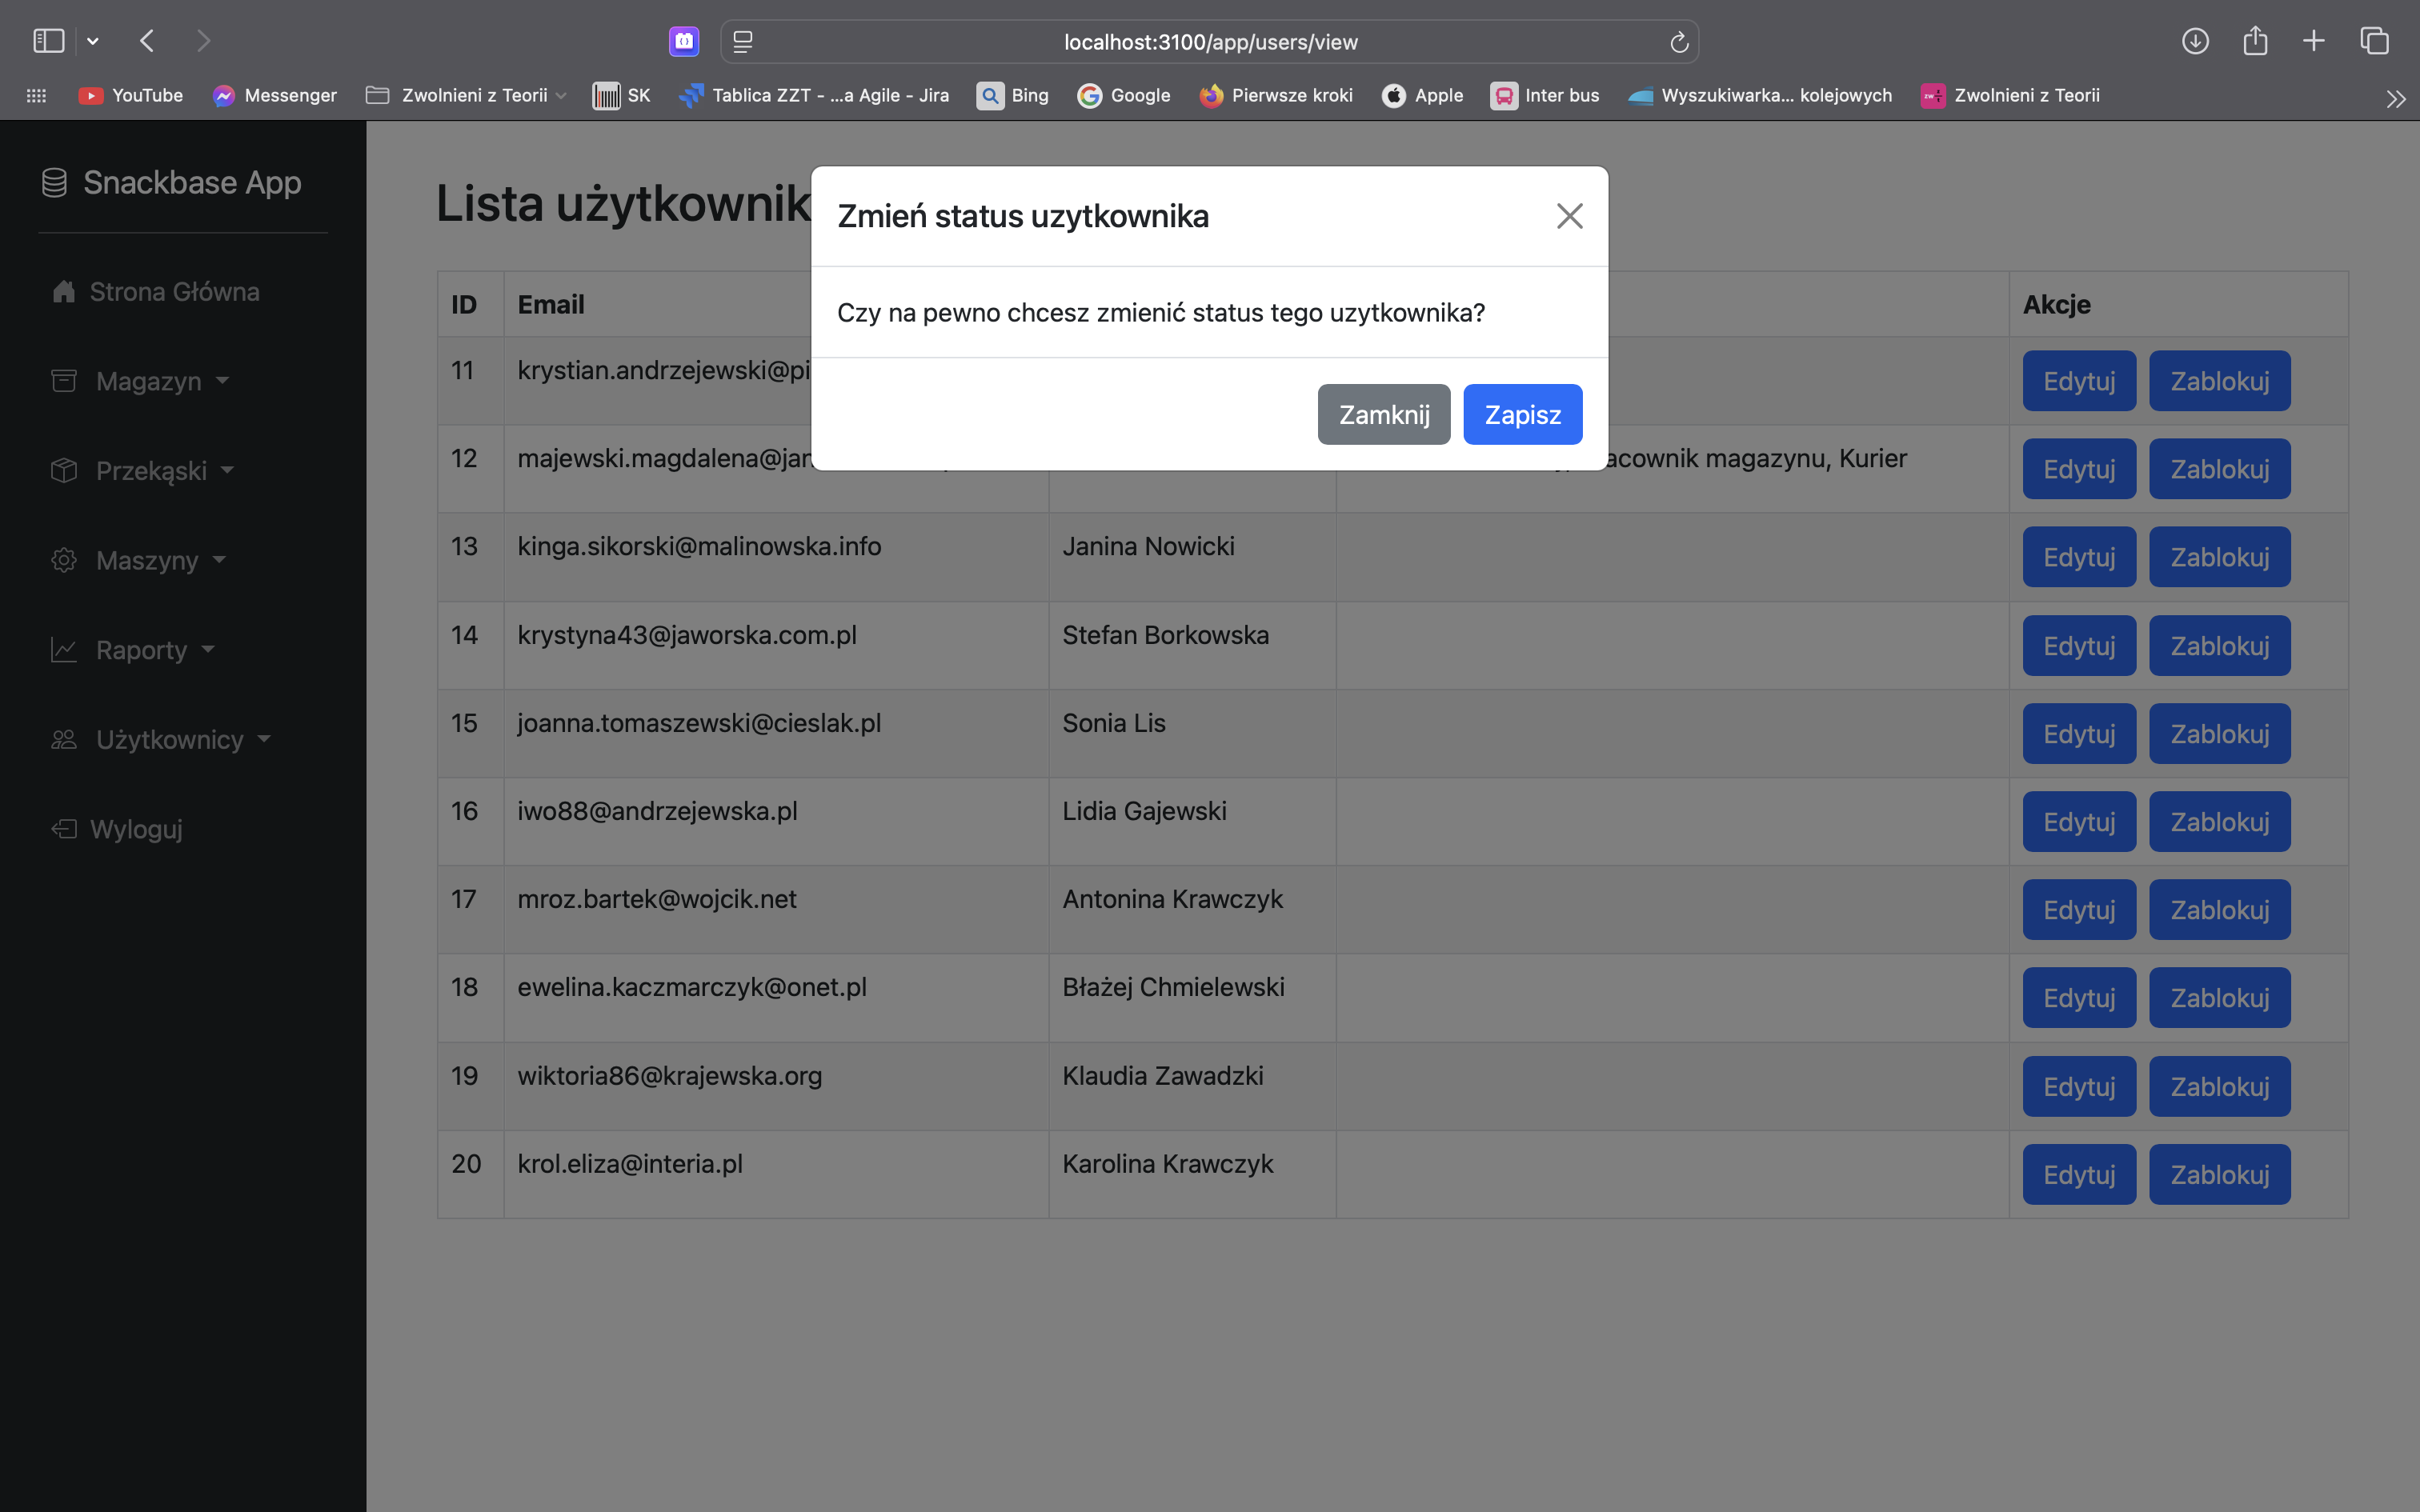 localhost:3100/app/users/view
YouTube Messenger Zwolnieni z Teorii SK Tablica ZZT - ...a Agile - Jira Bing Google Pierwsze kroki Apple Inter bus Wyszukiwarka... kolejowych Zwolnieni z Teorii
Snackbase App
Strona Główna
Magazyn
Przekąski
Maszyny
Raporty
Użytkownicy
Wyloguj
Lista użytkownik
Zmień status uzytkownika
Czy na pewno chcesz zmienić status tego uzytkownika?
Zamknij Zapisz
ID Email Akcje
11 krystian.andrzejewski@pi Edytuj Zablokuj
12 majewski.magdalena@jar acownik magazynu, Kurier Edytuj Zablokuj
13 kinga.sikorski@malinowska.info Janina Nowicki Edytuj Zablokuj
14 krystyna43@jaworska.com.pl Stefan Borkowska Edytuj Zablokuj
15 joanna.tomaszewski@cieslak.pl Sonia Lis Edytuj Zablokuj
16 iwo88@andrzejewska.pl Lidia Gajewski Edytuj Zablokuj
17 mroz.bartek@wojcik.net Antonina Krawczyk Edytuj Zablokuj
18 ewelina.kaczmarczyk@onet.pl Błażej Chmielewski Edytuj Zablokuj
19 wiktoria86@krajewska.org Klaudia Zawadzki Edytuj Zablokuj
20 krol.eliza@interia.pl Karolina Krawczyk Edytuj Zablokuj